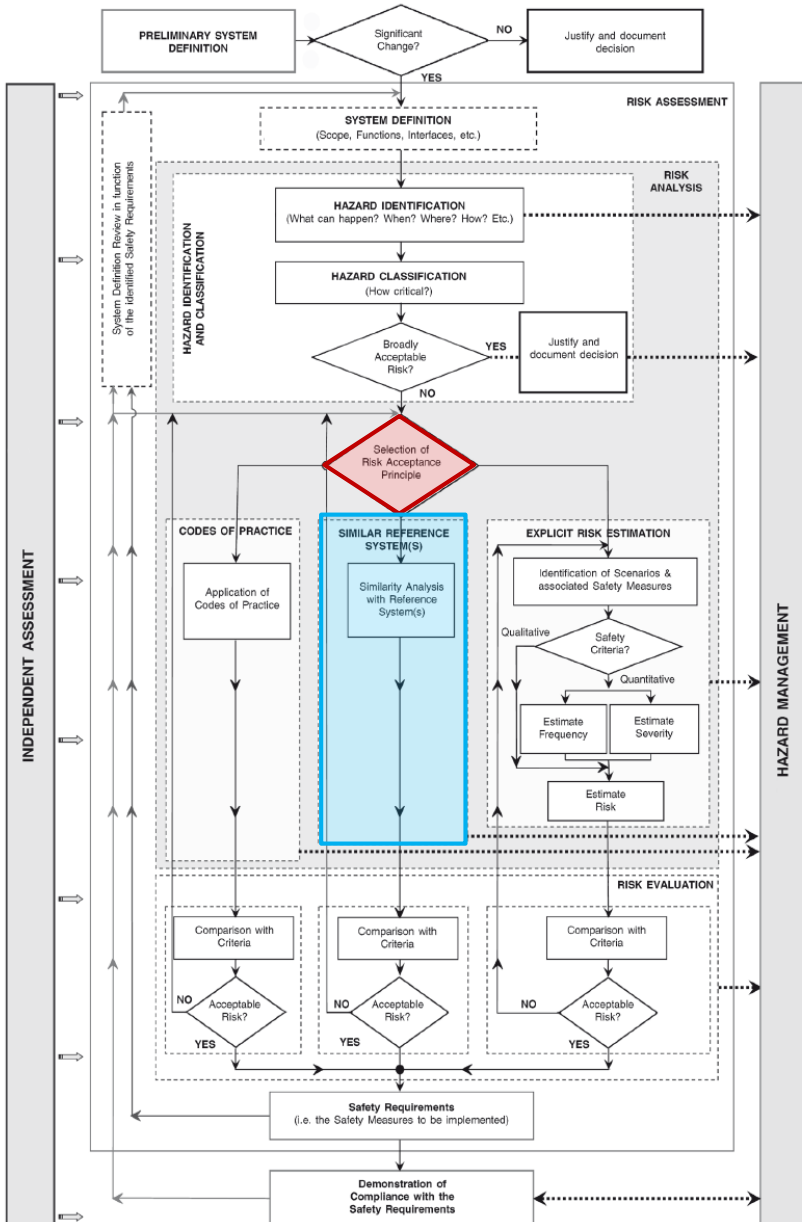 PRELIMINARY SYSTEM
DEFINITION
Significant
Change?
NO
Justify and document
decision
YES
RISK ASSESSMENT
SYSTEM DEFINITION
(Scope, Functions, Interfaces, etc.)
System Definition Review in function
of the identified Safety Requirements
RISK
ANALYSIS
HAZARD IDENTIFICATION
AND CLASSIFICATION
HAZARD IDENTIFICATION
(What can happen? When? Where? How? Etc.)
HAZARD CLASSIFICATION
(How critical?)
Broadly
Acceptable
Risk?
YES
Justify and
document decision
NO
Selection of
Risk Acceptance
Principle
CODES OF PRACTICE
Application of
Codes of Practice
SIMILAR REFERENCE
SYSTEM(S)
Similarity Analysis
with Reference
System(s)
EXPLICIT RISK ESTIMATION
Identification of Scenarios &
associated Safety Measures
Qualitative
Safety
Criteria?
Quantitative
Estimate
Frequency
Estimate
Severity
Estimate
Risk
INDEPENDENT ASSESSMENT
HAZARD MANAGEMENT
RISK EVALUATION
Comparison with
Criteria
Comparison with
Criteria
Comparison with
Criteria
NO
Acceptable
Risk?
YES
NO
Acceptable
Risk?
YES
NO
Acceptable
Risk?
YES
Safety Requirements
(i.e. the Safety Measures to be implemented)
Demonstration of
Compliance with the
Safety Requirements